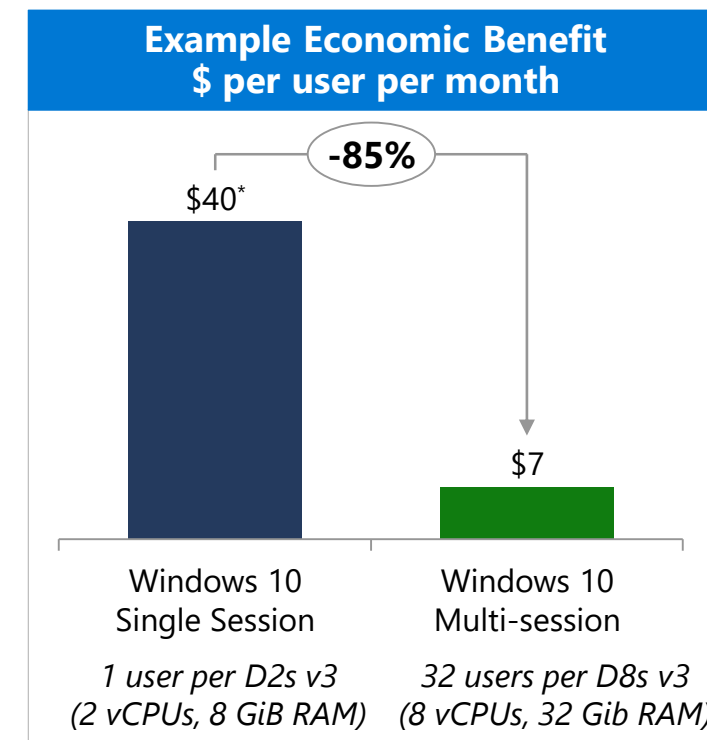 Example Economic Benefit
$ per user per month
-85%
$40*
$7
Windows 10
Single Session
1 user per D2s v3
(2 vCPUs, 8 GiB RAM)
Windows 10
Multi-session
32 users per D8s v3
(8 vCPUs, 32 Gib RAM)